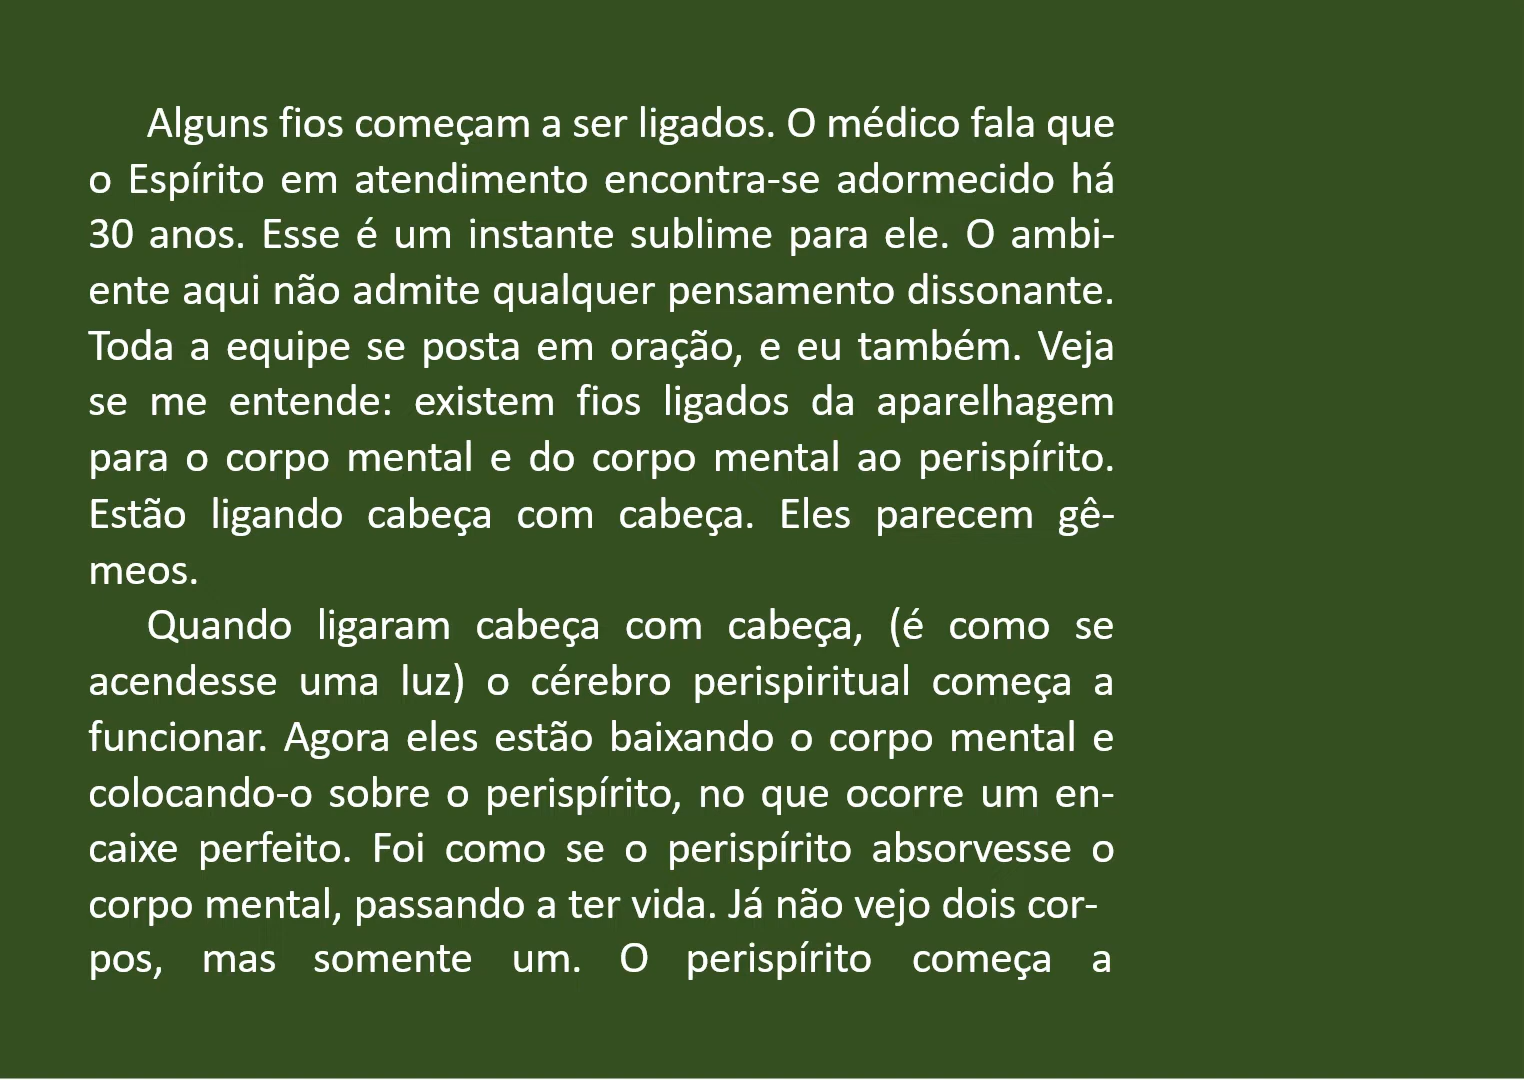 Alguns fios começam a ser ligados. O médico fala que
o Espírito em atendimento encontra-se adormecido há
30 anos. Esse é um instante sublime para ele. O ambi-
ente aqui não admite qualquer pensamento dissonante.
Toda a equipe se posta em oração, e eu também. Veja
se me entende: existem fios ligados da aparelhagem
para o corpo mental e do corpo mental ao perispírito.
Estão ligando cabeça com cabeça. Eles parecem gê-
meos.
Quando ligaram cabeça com cabeça, (é como se
acendesse uma luz) o cérebro perispiritual começa a
funcionar. Agora eles estão baixando o corpo mental e
colocando-o sobre o perispírito, no que ocorre um en-
caixe perfeito. Foi como se o perispírito absorvesse o
corpo mental, passando a ter vida. Já não vejo dois cor-
pos, mas somente um. O perispírito começa a